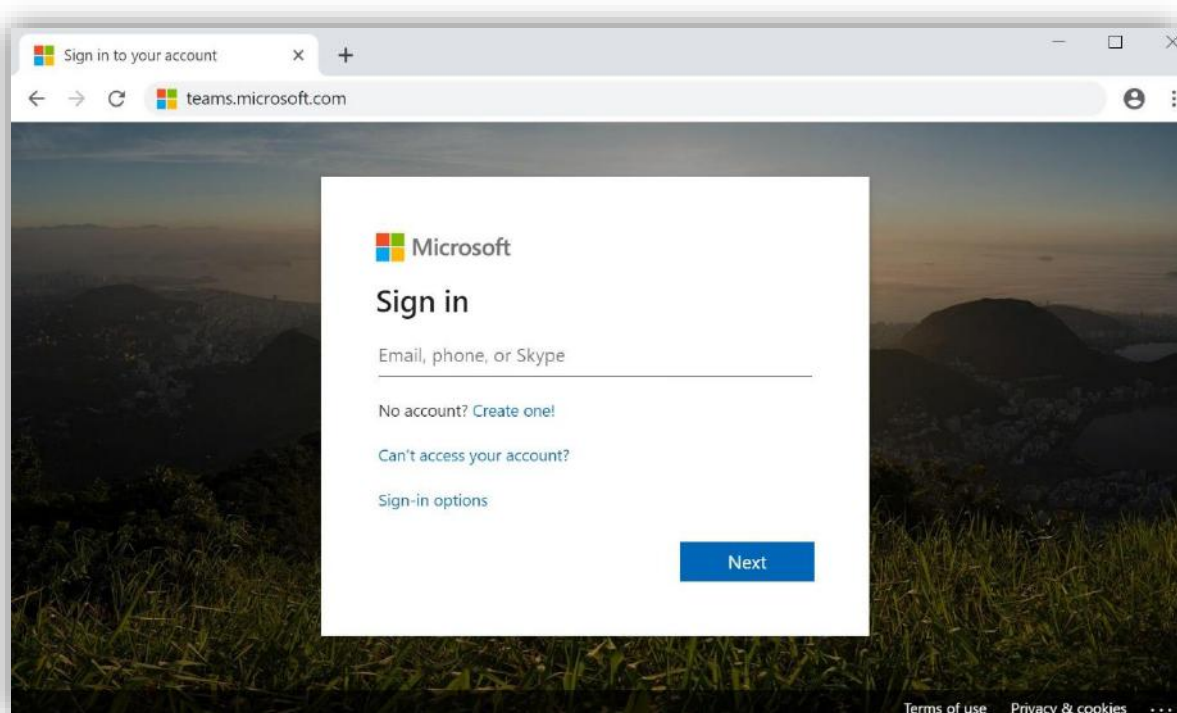 Sign in to your account
teams.microsoft.com
Microsoft
Sign in
Email, phone, or Skype
No account? Create one!
Can't access your account?
Sign-in options
Next
Terms of use Privacy & cookies ...